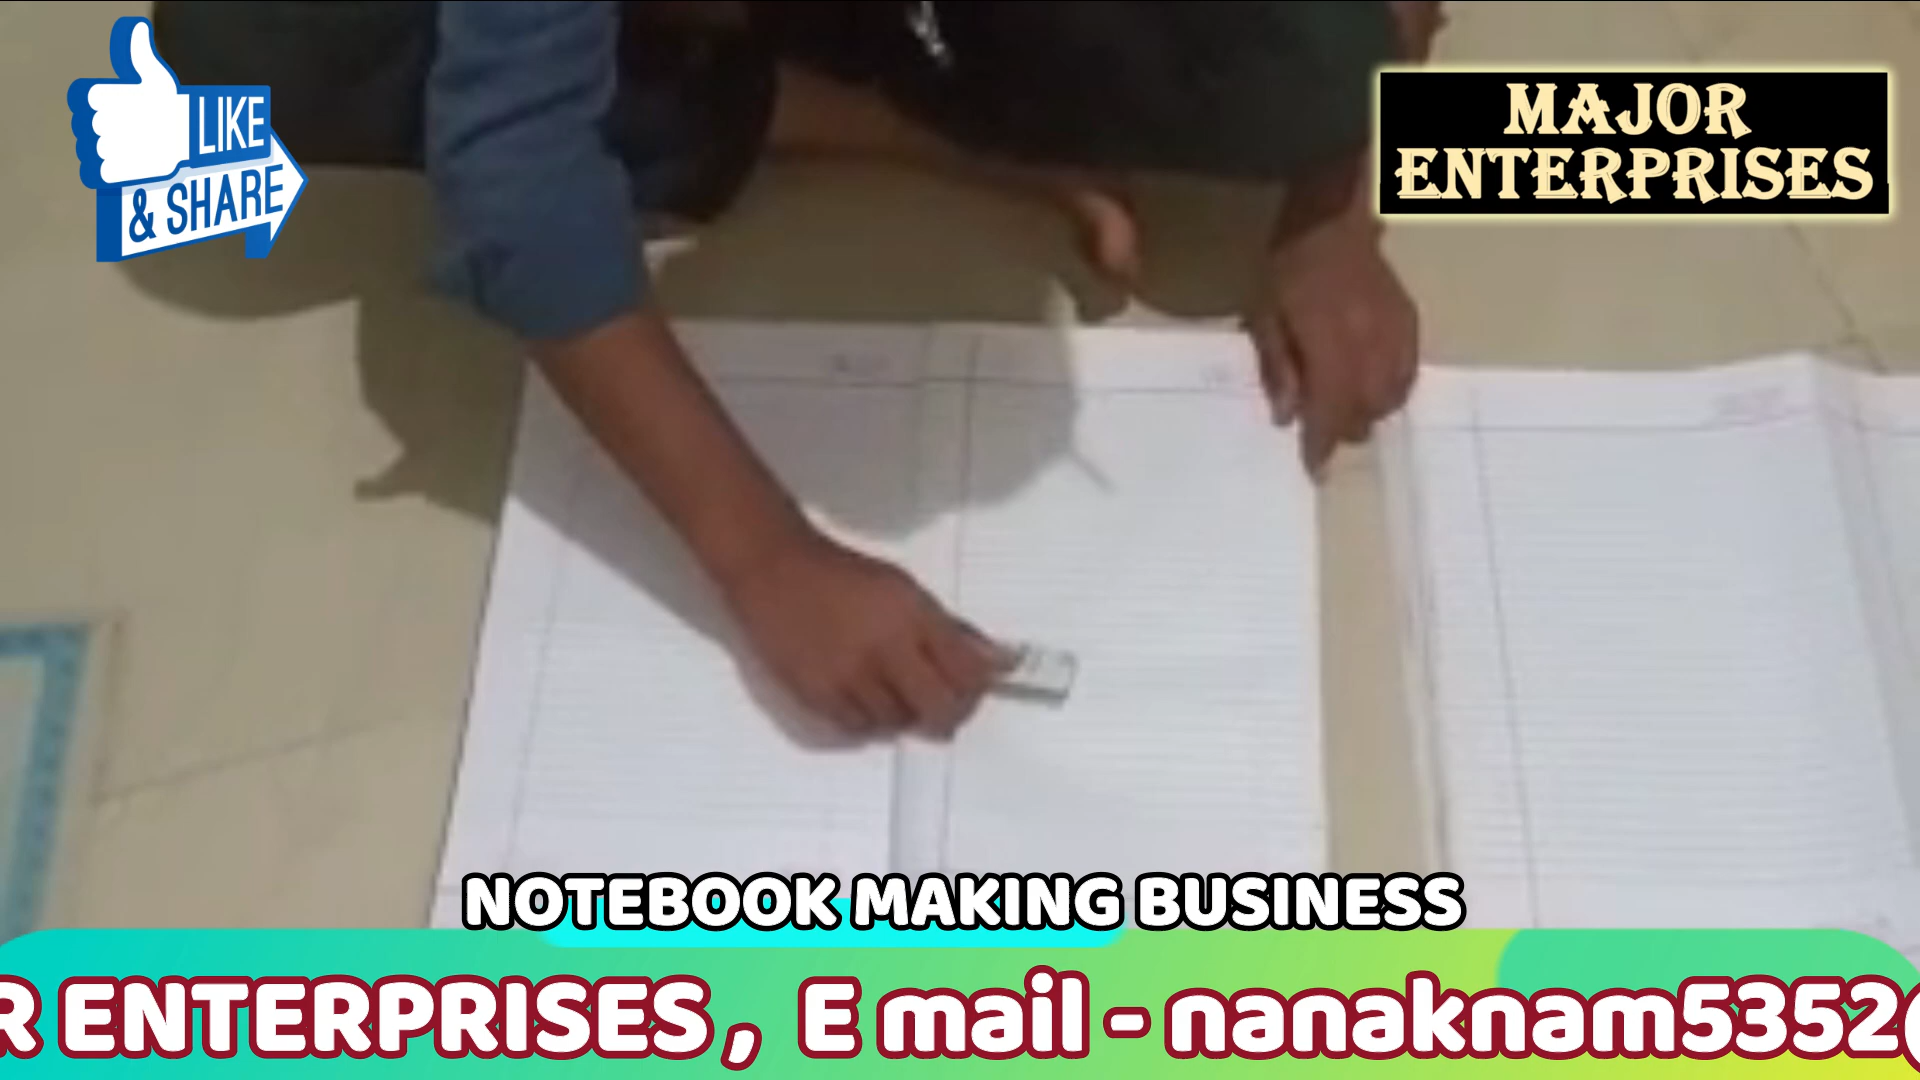 LIKE
& SHARE
MAJOR
ENTERPRISES
NOTEBOOK MAKING BUSINESS
R ENTERPRISES, E mail - nanaknam5352